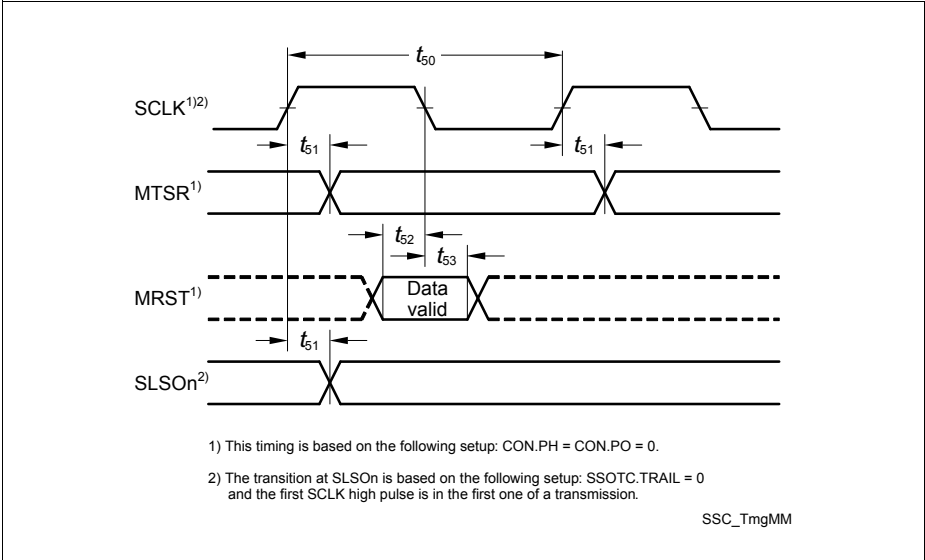 t50
SCLK1)2)
t51
t51
MTSR1)
t52
t53
MRST1)
Data
valid
t51
SLSOn2)
1) This timing is based on the following setup: CON.PH = CON.PO = 0.
2) The transition at SLSOn is based on the following setup: SSOTC.TRAIL = 0
and the first SCLK high pulse is in the first one of a transmission.
SSC_TmgMM